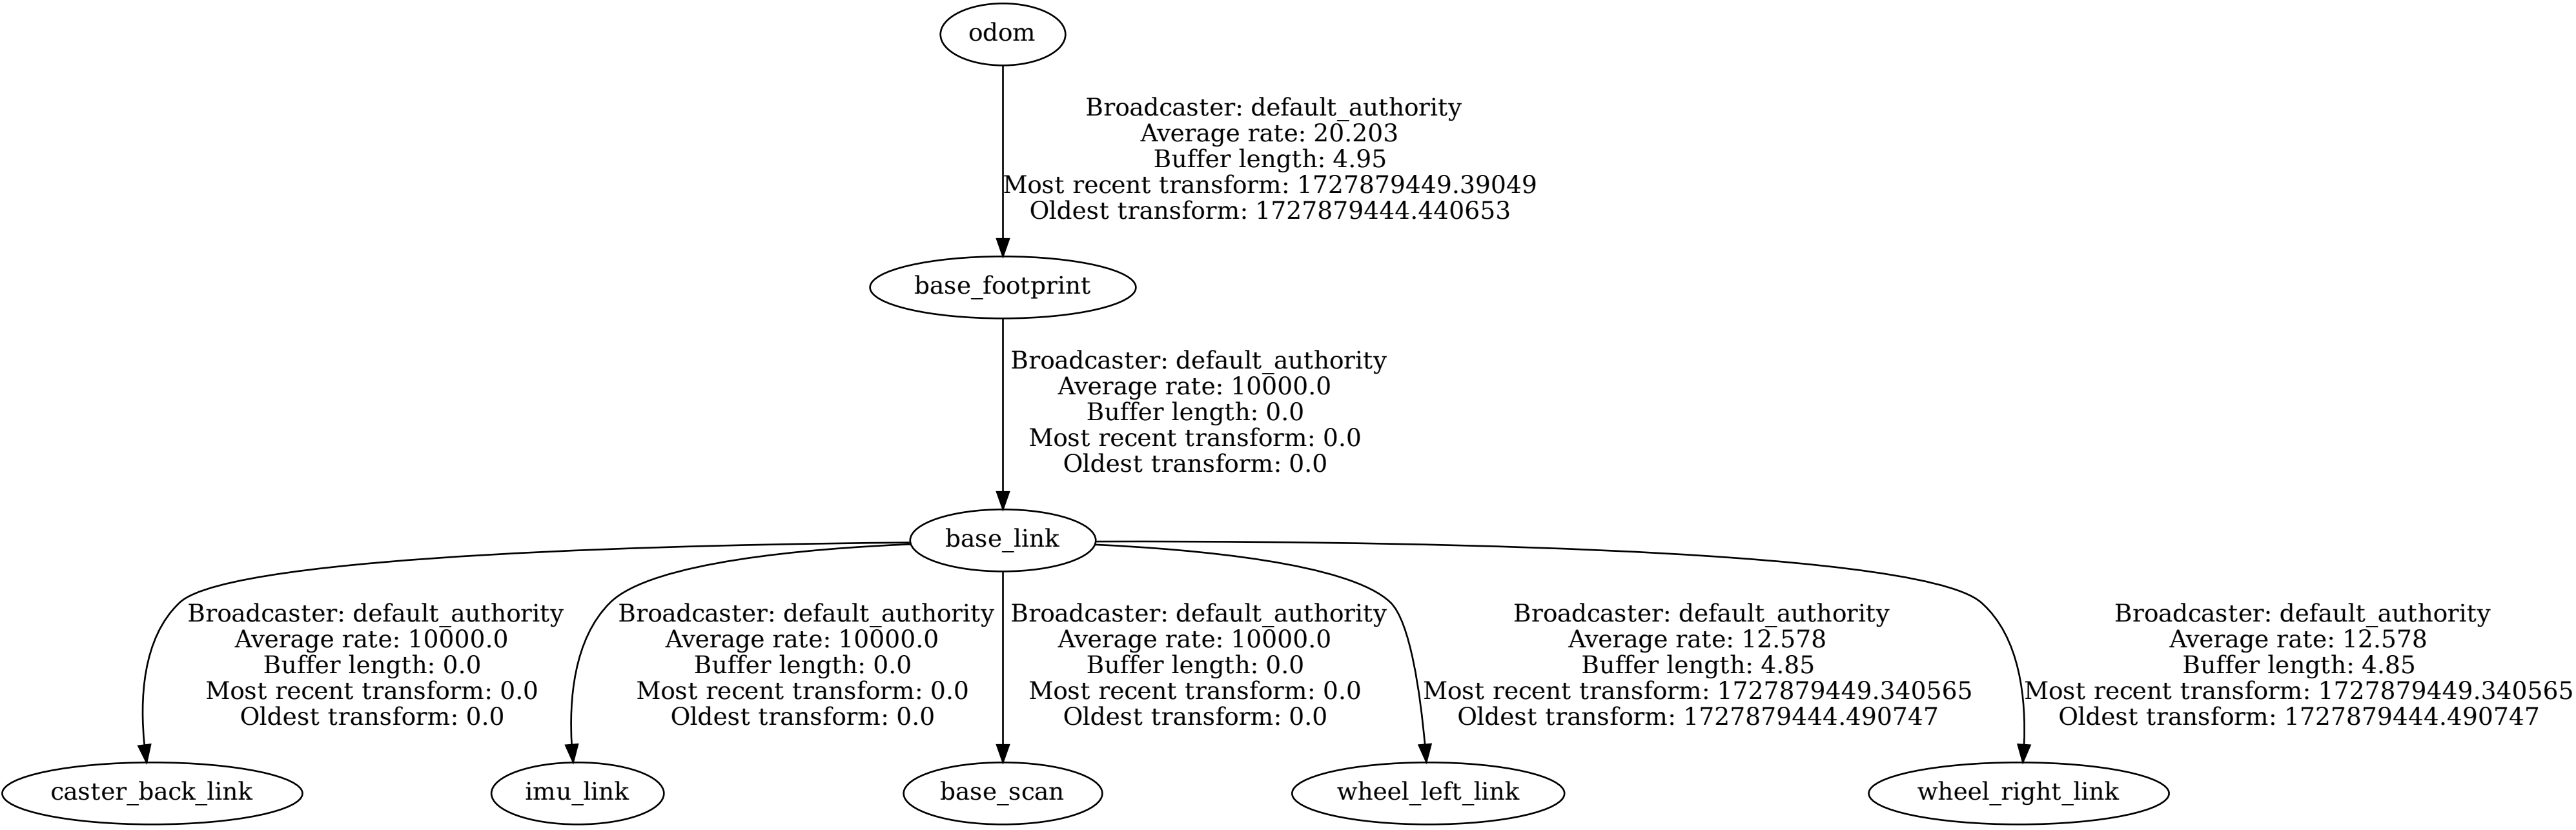 odom
Broadcaster: default_authority
Average rate: 20.203
Buffer length: 4.95
Most recent transform: 1727879449.39049
Oldest transform: 1727879444.440653
base_footprint
Broadcaster: default_authority
Average rate: 10000.0
Buffer length: 0.0
Most recent transform: 0.0
Oldest transform: 0.0
base_link
Broadcaster: default_authority
Average rate: 10000.0
Buffer length: 0.0
Most recent transform: 0.0
Oldest transform: 0.0
Broadcaster: default_authority
Average rate: 10000.0
Buffer length: 0.0
Most recent transform: 0.0
Oldest transform: 0.0
Broadcaster: default_authority
Average rate: 10000.0
Buffer length: 0.0
Most recent transform: 0.0
Oldest transform: 0.0
Broadcaster: default_authority
Average rate: 12.578
Buffer length: 4.85
Most recent transform: 1727879449.340565
Oldest transform: 1727879444.490747
Broadcaster: default_authority
Average rate: 12.578
Buffer length: 4.85
Most recent transform: 1727879449.340565
Oldest transform: 1727879444.490747
caster_back_link
imu_link
base_scan
wheel_left_link
wheel_right_link